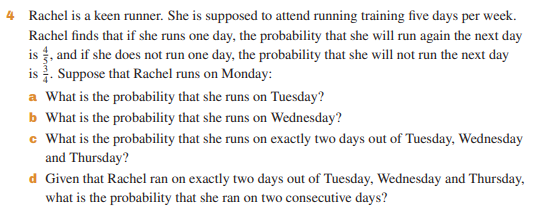 4 Rachel is a keen runner. She is supposed to attend running training five days per week.
Rachel finds that if she runs one day, the probability that she will run again the next day
is 4/5, and if she does not run one day, the probability that she will not run the next day
is 3/4. Suppose that Rachel runs on Monday:
a What is the probability that she runs on Tuesday?
b What is the probability that she runs on Wednesday?
c What is the probability that she runs on exactly two days out of Tuesday, Wednesday
and Thursday?
d Given that Rachel ran on exactly two days out of Tuesday, Wednesday and Thursday,
what is the probability that she ran on two consecutive days?